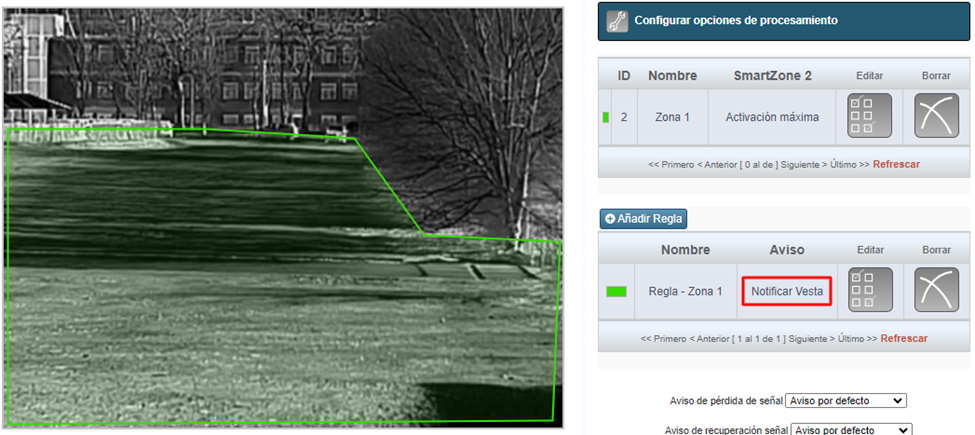 Configurar opciones de procesamiento
ID Nombre SmartZone 2 Editar Borrar
2 Zona 1 Activación máxima
<< Primero < Anterior [ 0 al de ] Siguiente > Último >> Refrescar
Añadir Regla
Nombre Aviso Editar Borrar
Regla - Zona 1 Notificar Vesta
<< Primero < Anterior [ 1 al 1 de 1 ] Siguiente > Último >> Refrescar
Aviso de pérdida de señal Aviso por defecto
Aviso de recuperación señal Aviso por defecto